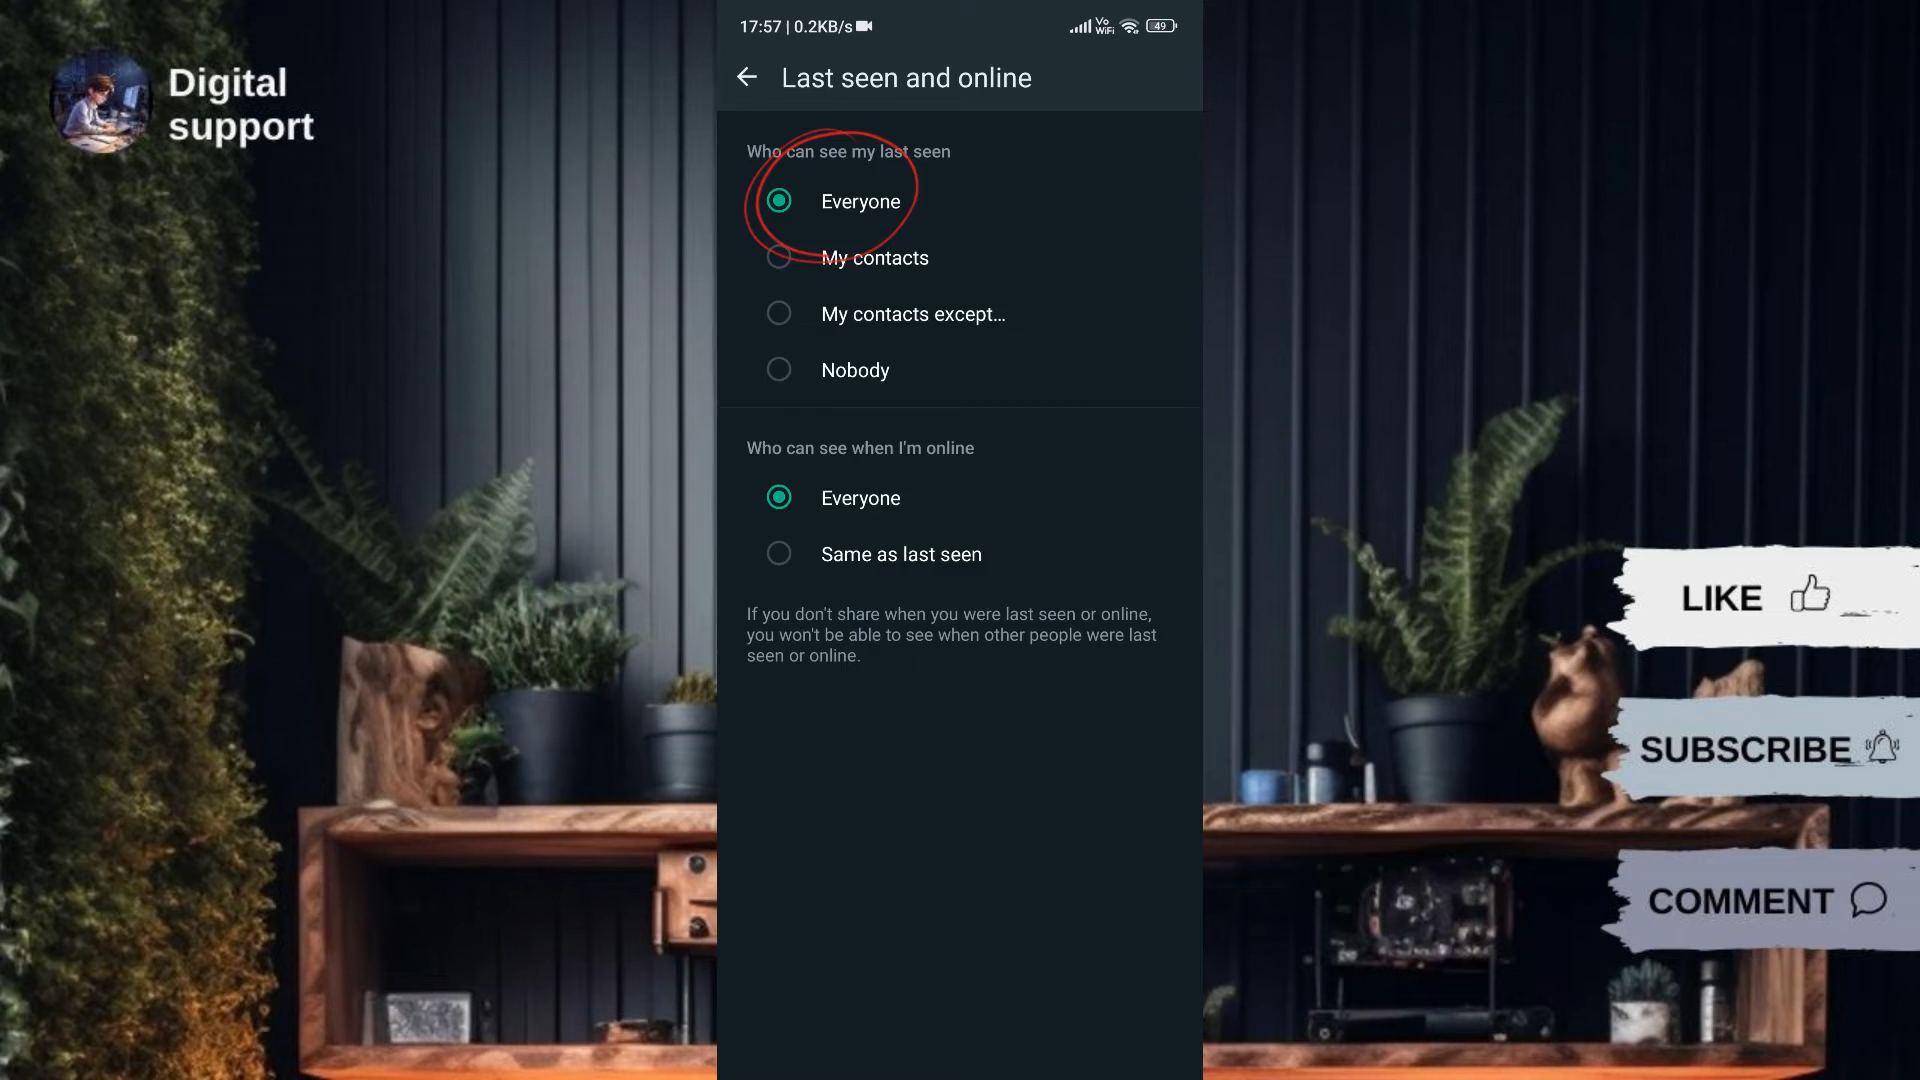 17:57 | 0.2KB/s
Vo
WiFi
49
Digital
support
Last seen and online
Who can see my last seen
Everyone
My contacts
My contacts except...
Nobody
Who can see when I'm online
Everyone
Same as last seen
If you don't share when you were last seen or online,
you won't be able to see when other people were last
seen or online.
LIKE
SUBSCRIBE
COMMENT